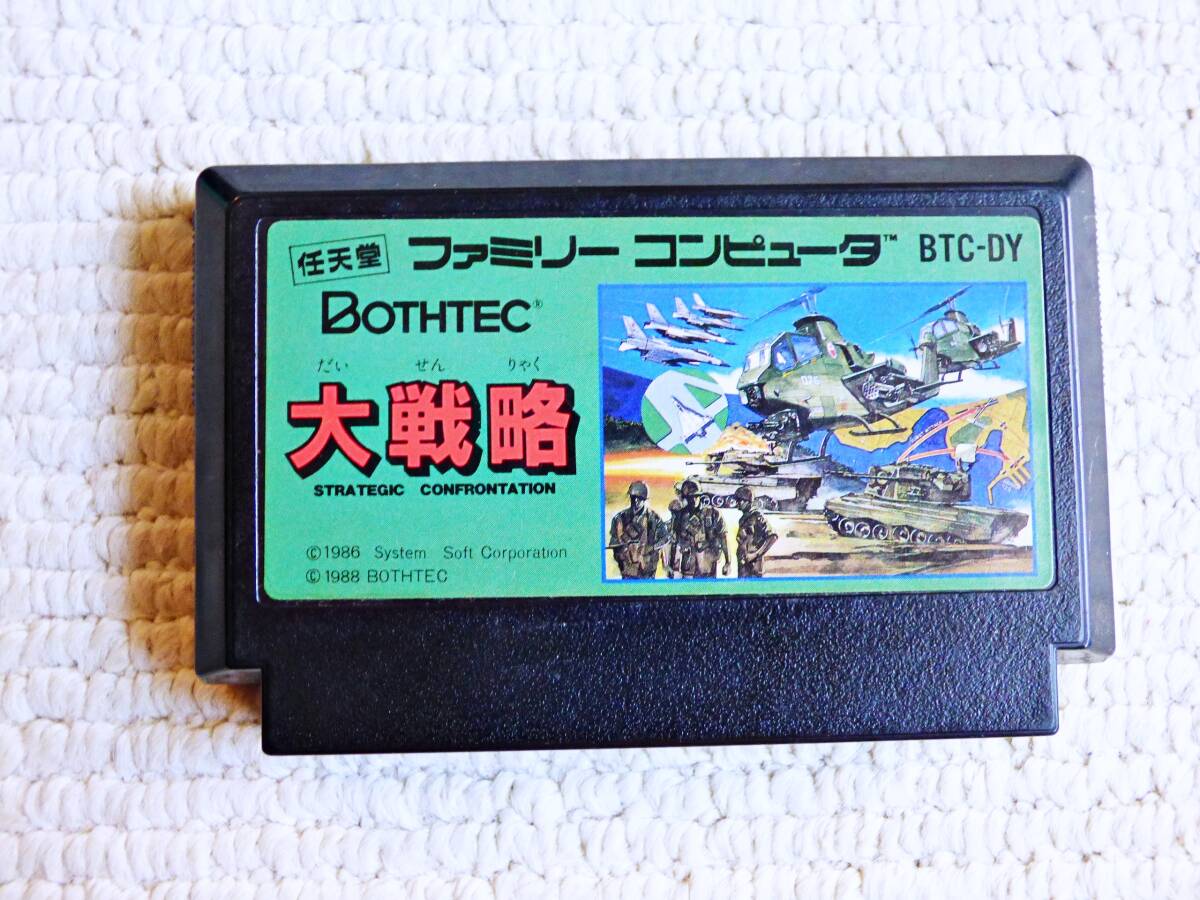 任天堂 ファミリー コンピュータ™ BTC-DY
BOTHTEC®
だい せん りゃく
大戦略
STRATEGIC CONFRONTATION
©1986 System Soft Corporation
©1988 BOTHTEC
026